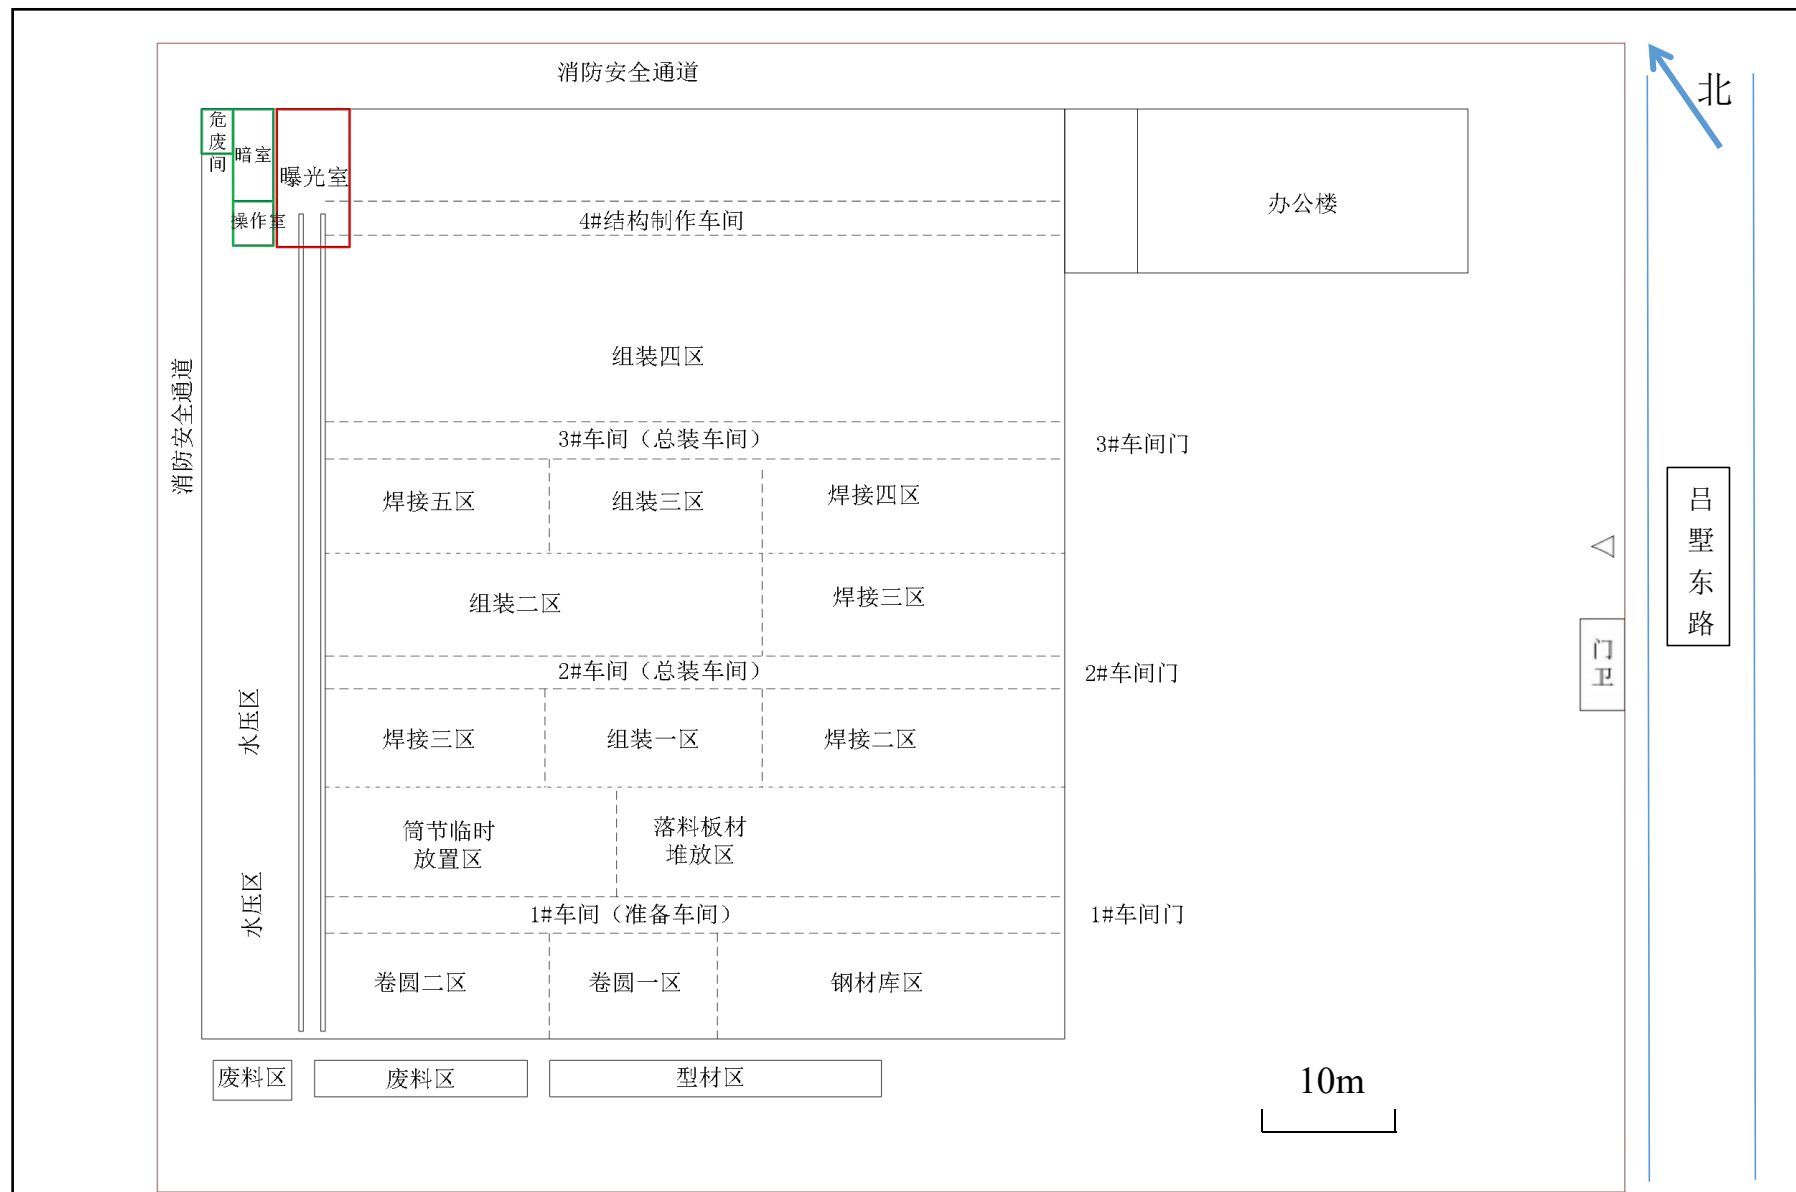 消防安全通道
北
危
废
间
暗室
曝光室
操作室
4#结构制作车间
办公楼
组装四区
消防安全通道
3#车间（总装车间）
3#车间门
焊接五区
组装三区
焊接四区
吕
墅
东
路
组装二区
焊接三区
门
卫
2#车间（总装车间）
2#车间门
水压区
焊接三区
组装一区
焊接二区
筒节临时
放置区
落料板材
堆放区
水压区
1#车间（准备车间）
1#车间门
卷圆二区
卷圆一区
钢材库区
废料区
废料区
型材区
10m